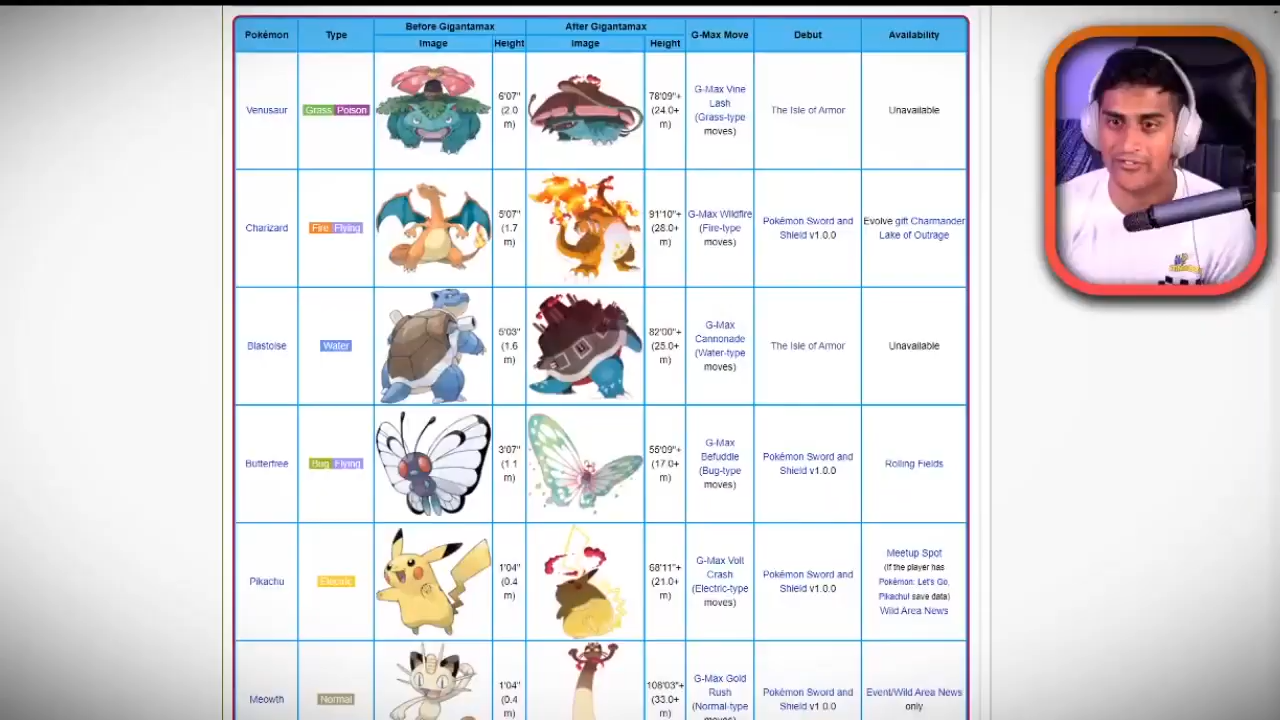 Pokémon Type Before Gigantamax After Gigantamax G-Max Move Debut Availability
Image Height Image Height
Venusaur Grass Poison 6'07" (2.0 m) 78'09"+ (24.0+ m) G-Max Vine Lash (Grass-type moves) The Isle of Armor Unavailable
Charizard Fire Flying 5'07" (1.7 m) 91'10"+ (28.0+ m) G-Max Wildfire (Fire-type moves) Pokémon Sword and Shield v1.0.0 Evolve gift Charmander Lake of Outrage
Blastoise Water 5'03" (1.6 m) 82'00"+ (25.0+ m) G-Max Cannonade (Water-type moves) The Isle of Armor Unavailable
Butterfree Bug Flying 3'07" (1.1 m) 55'09"+ (17.0+ m) G-Max Befuddle (Bug-type moves) Pokémon Sword and Shield v1.0.0 Rolling Fields
Pikachu Electric 1'04" (0.4 m) 68'11"+ (21.0+ m) G-Max Volt Crash (Electric-type moves) Pokémon Sword and Shield v1.0.0 Meetup Spot (if the player has Pokémon: Let's Go, Pikachu! save data) Wild Area News
Meowth Normal 1'04" (0.4 m) 108'03"+ (33.0+ m) G-Max Gold Rush (Normal-type moves) Pokémon Sword and Shield v1.0.0 Event/Wild Area News only